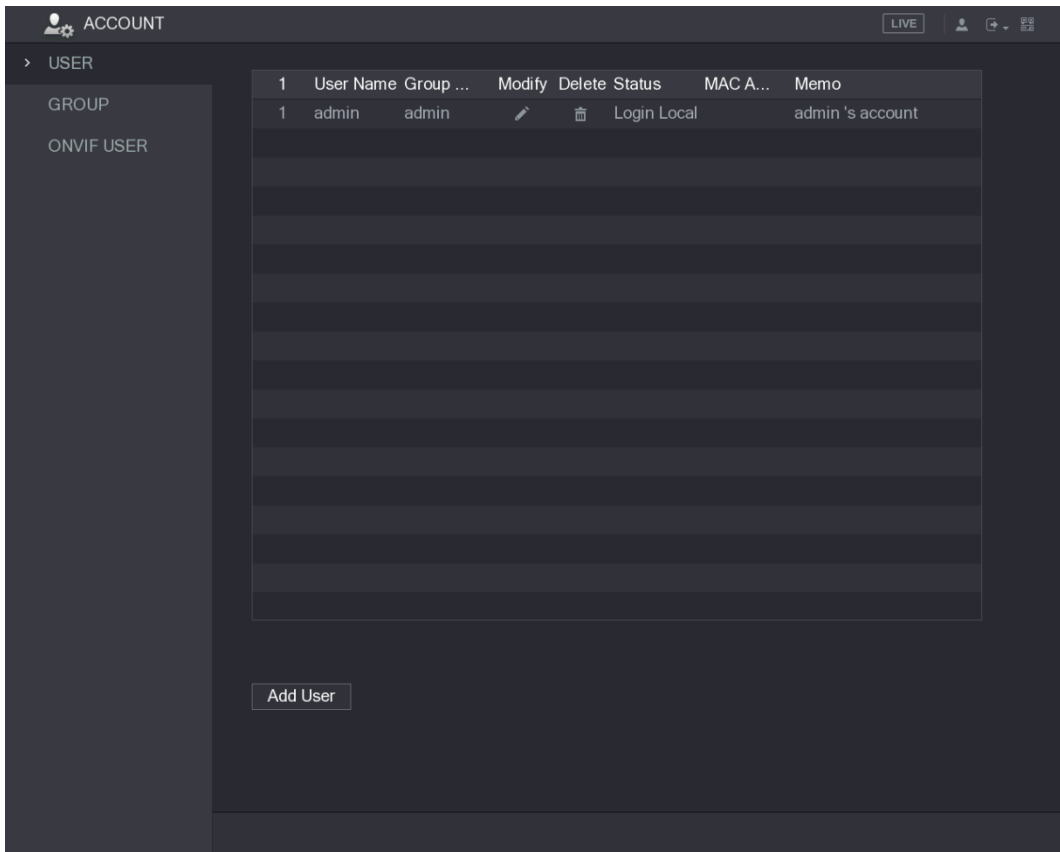 ACCOUNT LIVE
USER
GROUP
ONVIF USER
1 User Name Group ... Modify Delete Status MAC A... Memo
1 admin admin Login Local admin 's account
Add User